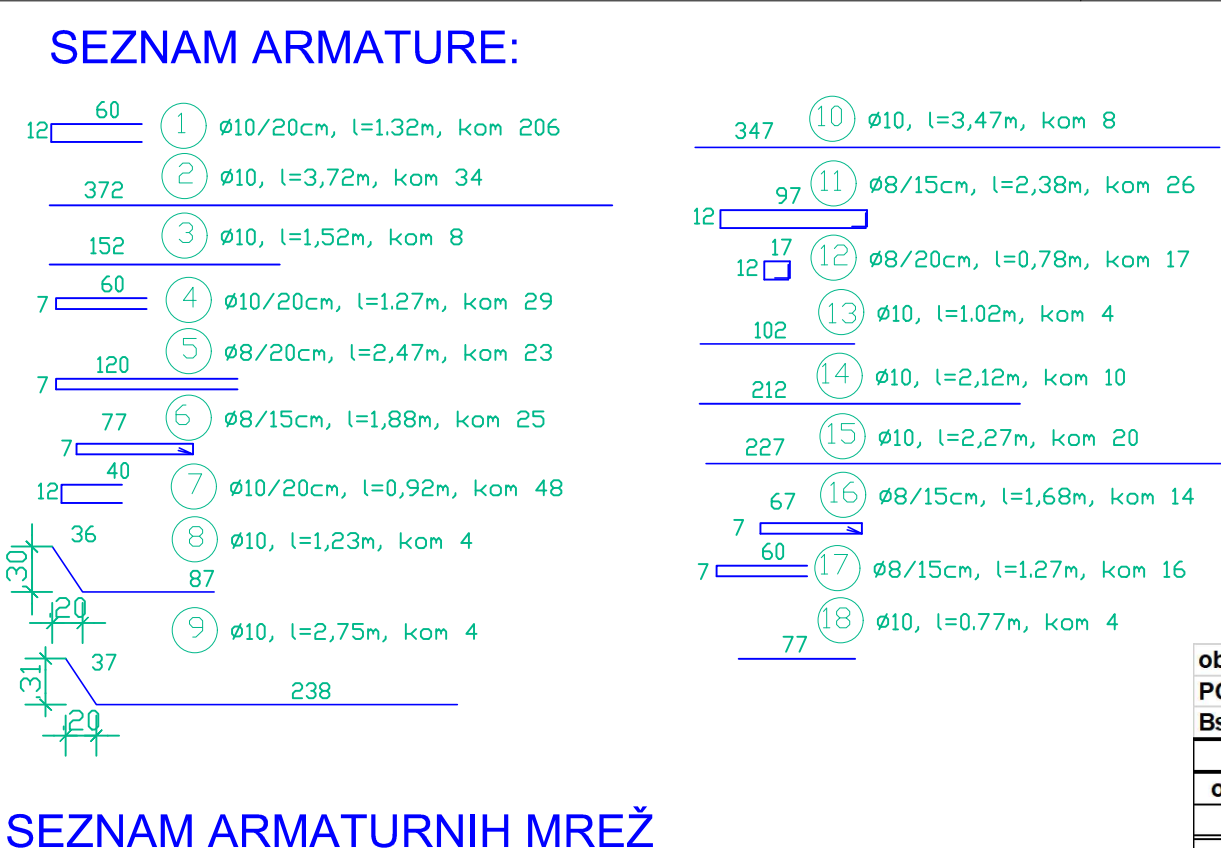 SEZNAM ARMATURE:
60
12
1 ø10/20cm, l=1.32m, kom 206
2 ø10, l=3,72m, kom 34
372
3 ø10, l=1,52m, kom 8
152
60
7
4 ø10/20cm, l=1.27m, kom 29
5 ø8/20cm, l=2,47m, kom 23
120
7
6 ø8/15cm, l=1,88m, kom 25
77
7
40
12
7 ø10/20cm, l=0,92m, kom 48
36
8 ø10, l=1,23m, kom 4
,30
87
,20
9 ø10, l=2,75m, kom 4
37
,31
238
,20
10 ø10, l=3,47m, kom 8
347
11 ø8/15cm, l=2,38m, kom 26
97
12
17
12
12 ø8/20cm, l=0,78m, kom 17
13 ø10, l=1.02m, kom 4
102
14 ø10, l=2,12m, kom 10
212
15 ø10, l=2,27m, kom 20
227
16 ø8/15cm, l=1,68m, kom 14
67
7
60
7
17 ø8/15cm, l=1.27m, kom 16
18 ø10, l=0.77m, kom 4
77
SEZNAM ARMATURNIH MREŽ